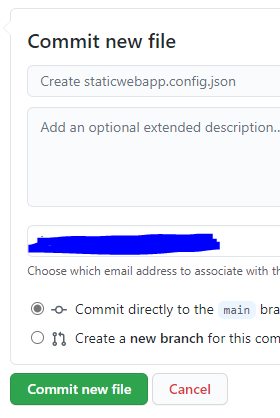 Commit new file
Create staticwebapp.config.json
Add an optional extended description..
Choose which email address to associate with th
Commit directly to the main bra
Create a new branch for this com
Commit new file
Cancel